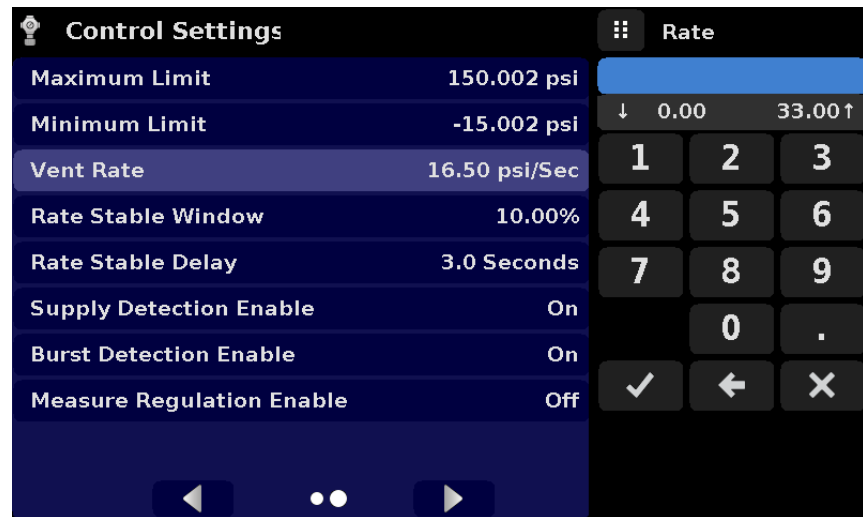 Control Settings
Maximum Limit 150.002 psi
Minimum Limit -15.002 psi
Vent Rate 16.50 psi/Sec
Rate Stable Window 10.00%
Rate Stable Delay 3.0 Seconds
Supply Detection Enable On
Burst Detection Enable On
Measure Regulation Enable Off
Rate
↓ 0.00 33.00↑
1 2 3
4 5 6
7 8 9
0 .